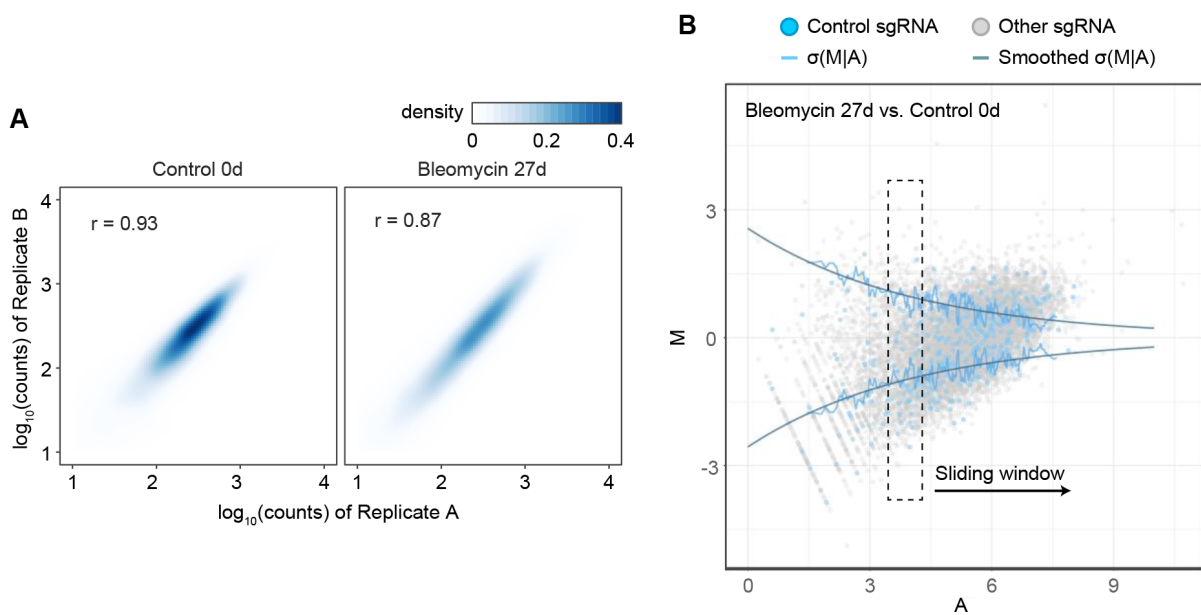 A
density
0 0.2 0.4
Control 0d
Bleomycin 27d
r = 0.93
r = 0.87
4
3
2
1
log₁₀(counts) of Replicate B
1 2 3 4
1 2 3 4
log₁₀(counts) of Replicate A
B
Control sgRNA
Other sgRNA
σ(M|A)
Smoothed σ(M|A)
Bleomycin 27d vs. Control 0d
3
0
-3
M
Sliding window
0 3 6 9
A